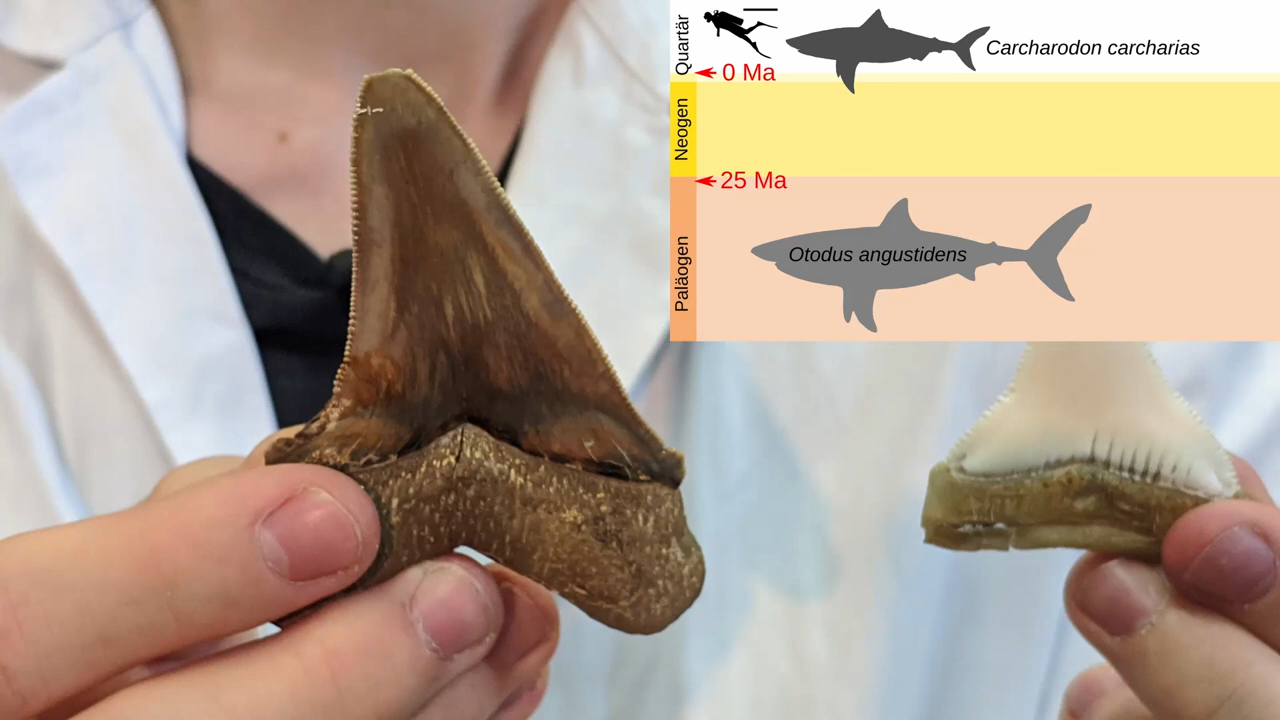 Quartär
Carcharodon carcharias
0 Ma
Neogen
25 Ma
Paläogen
Otodus angustidens